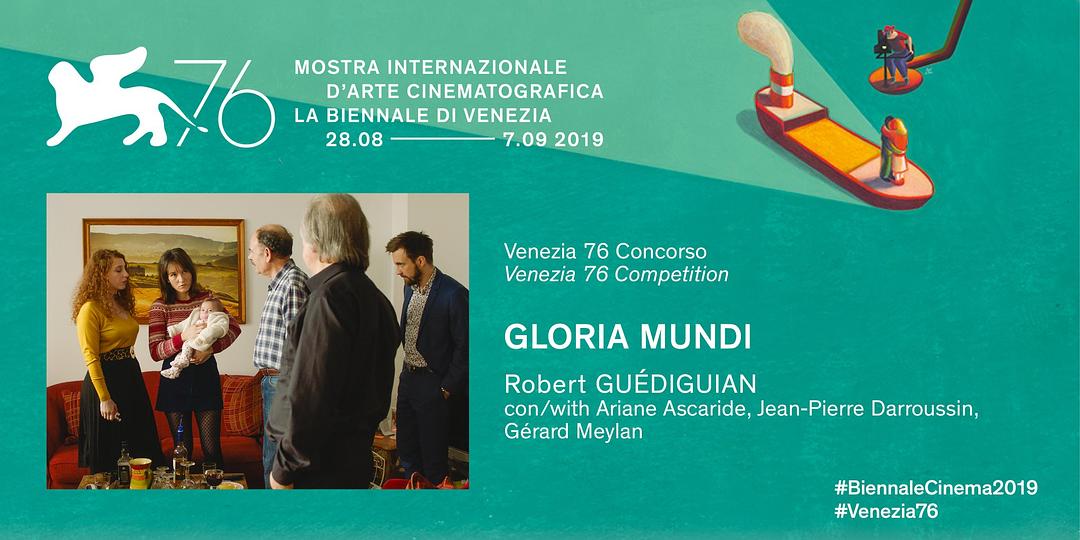 76
MOSTRA INTERNAZIONALE
D'ARTE CINEMATOGRAFICA
LA BIENNALE DI VENEZIA
28.08 — 7.09 2019
Venezia 76 Concorso
Venezia 76 Competition
GLORIA MUNDI
Robert GUÉDIGUIAN
con/with Ariane Ascaride, Jean-Pierre Darroussin,
Gérard Meylan
#BiennaleCinema2019
#Venezia76